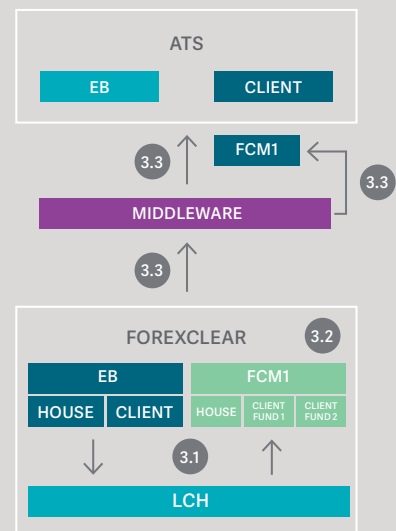 ATS
EB
CLIENT
FCM1
3.3
3.3
MIDDLEWARE
3.3
FOREXCLEAR
3.2
EB
FCM1
HOUSE
CLIENT
HOUSE
CLIENT
FUND 1
CLIENT
FUND 2
3.1
LCH